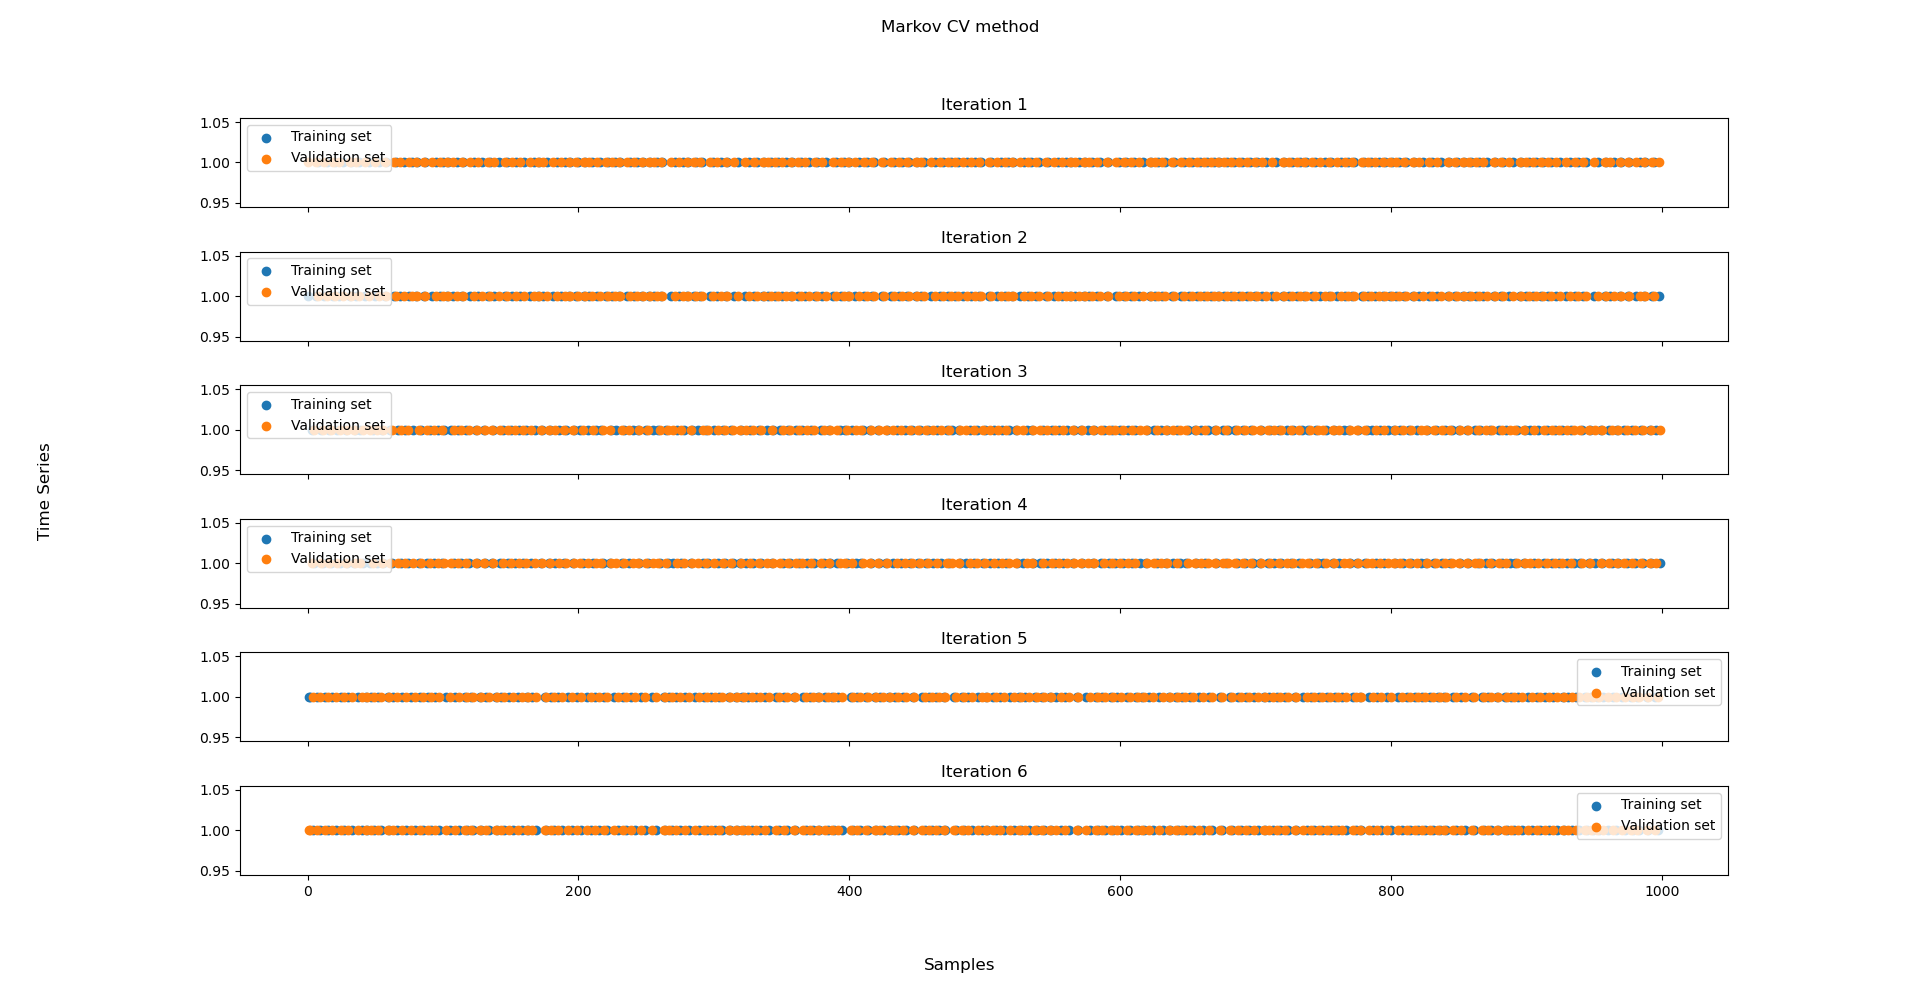 Markov CV method
Iteration 1
1.05
1.00
0.95
Training set
Validation set
Iteration 2
1.05
1.00
0.95
Training set
Validation set
Iteration 3
1.05
1.00
0.95
Training set
Validation set
Iteration 4
1.05
1.00
0.95
Training set
Validation set
Iteration 5
1.05
1.00
0.95
Training set
Validation set
Iteration 6
1.05
1.00
0.95
Training set
Validation set
0 200 400 600 800 1000
Time Series
Samples